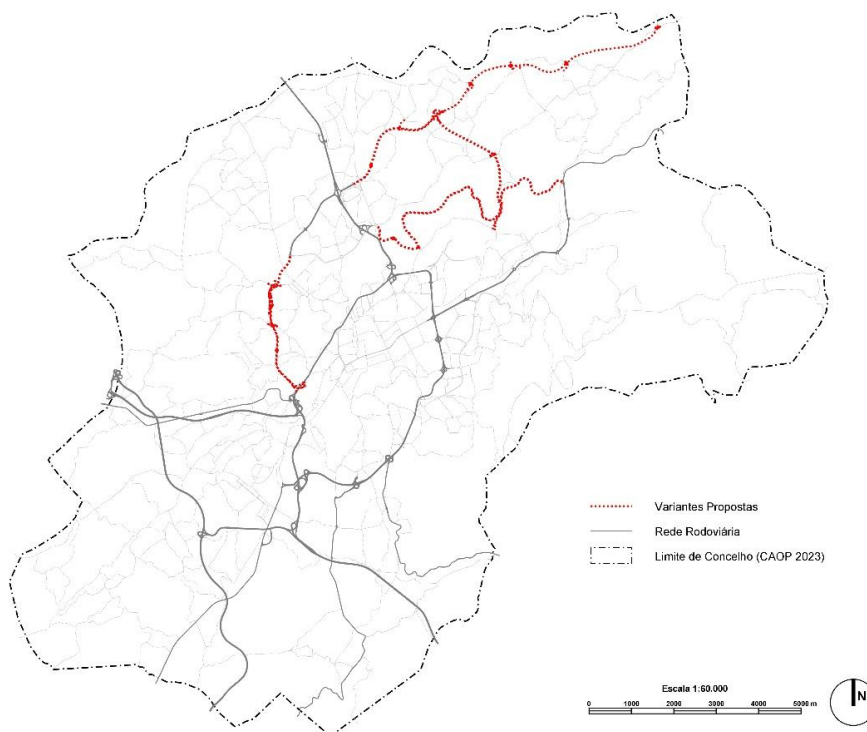 Variantes Propostas
Rede Rodoviária
Limite de Concelho (CAOP 2023)
Escala 1:60.000
0 1000 2000 3000 4000 5000 m
N